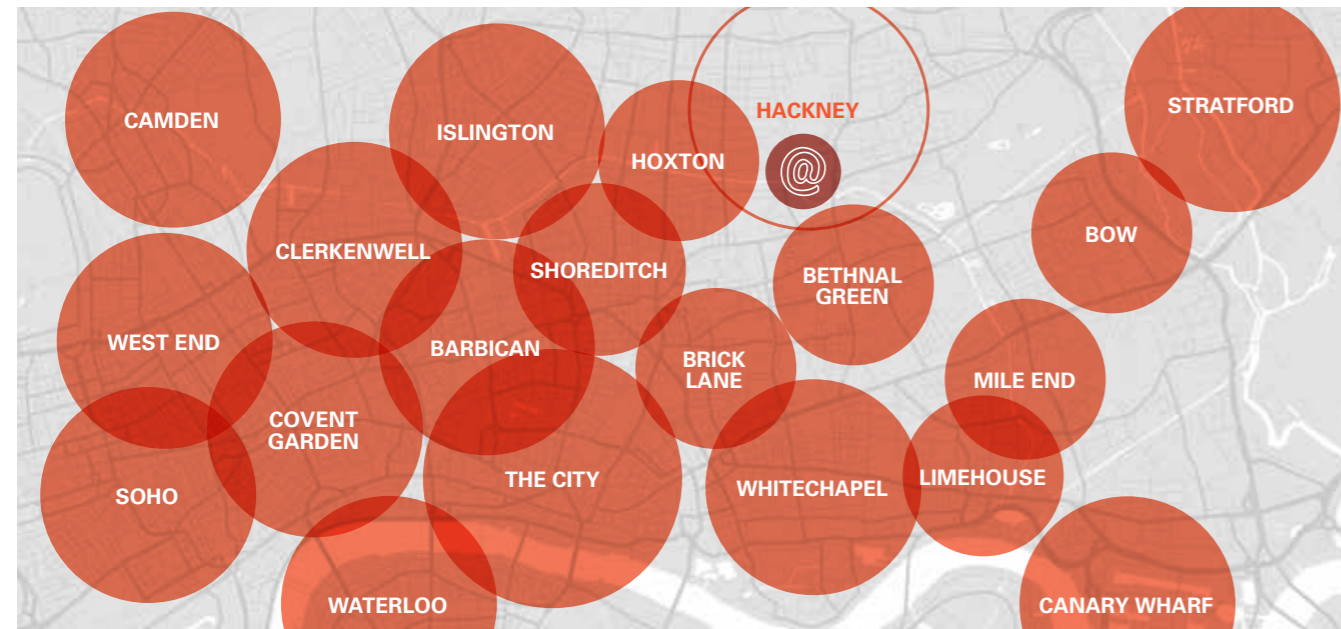 CAMDEN
ISLINGTON
HOXTON
HACKNEY
@
STRATFORD
CLERKENWELL
SHOREDITCH
BETHNAL
GREEN
BOW
WEST END
BARBICAN
BRICK
LANE
MILE END
COVENT
GARDEN
SOHO
THE CITY
WHITECHAPEL
LIMEHOUSE
WATERLOO
CANARY WHARF